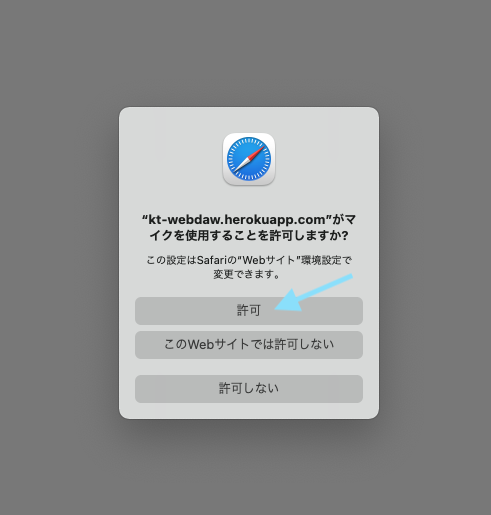 “kt-webdaw.herokuapp.com”がマ
イクを使用することを許可しますか?
この設定はSafariの“Webサイト”環境設定で
変更できます。
許可
このWebサイトでは許可しない
許可しない